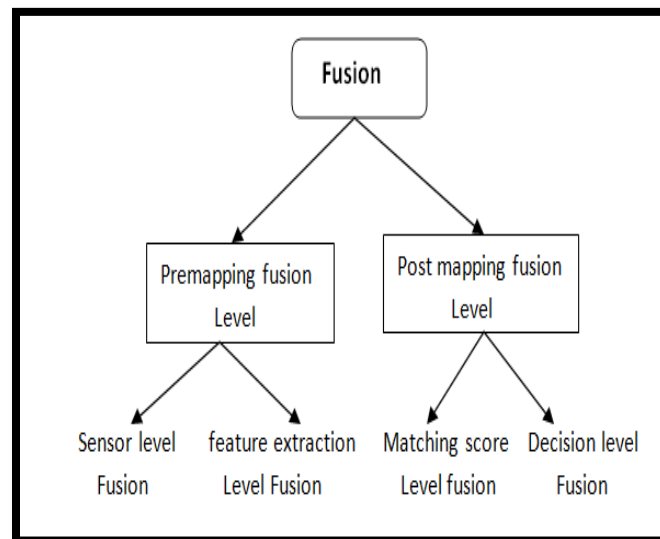 Fusion
Premapping fusion
Level
Post mapping fusion
Level
Sensor level
Fusion
feature extraction
Level Fusion
Matching score
Level fusion
Decision level
Fusion